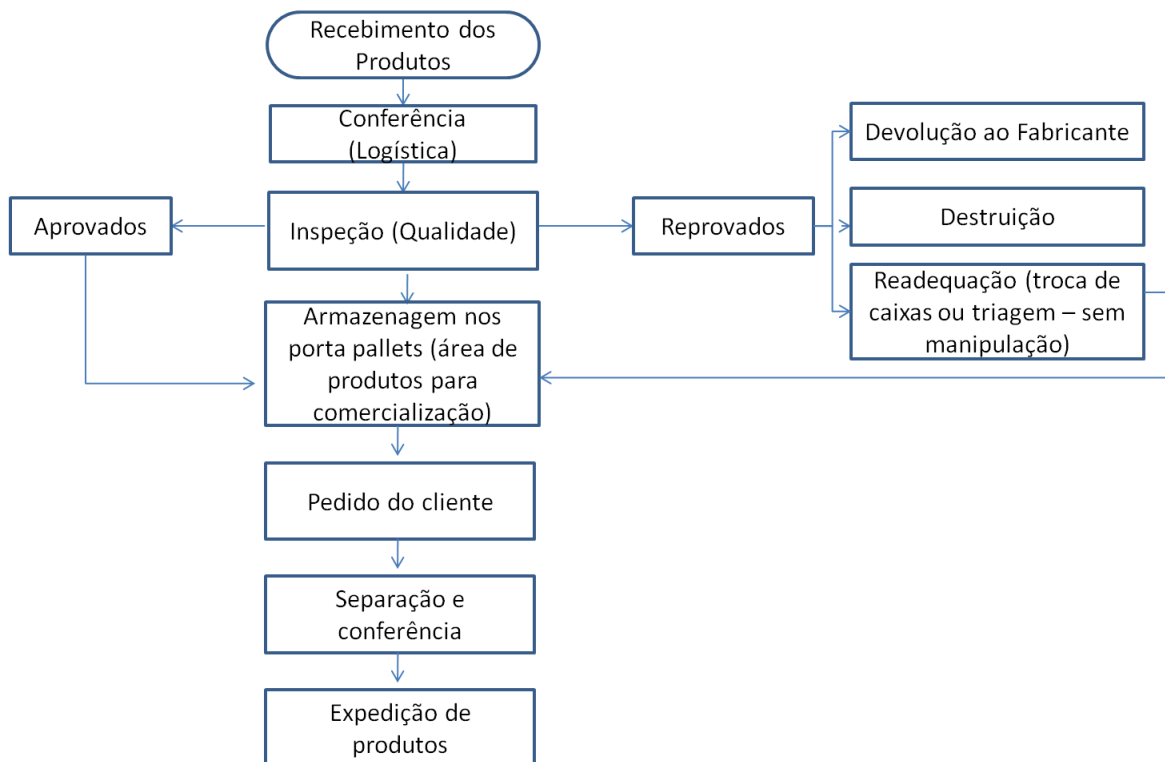 Recebimento dos
Produtos
Conferência
(Logística)
Devolução ao Fabricante
Aprovados
Inspeção (Qualidade)
Reprovados
Destruição
Readequação (troca de
caixas ou triagem – sem
manipulação)
Armazenagem nos
porta pallets (área de
produtos para
comercialização)
Pedido do cliente
Separação e
conferência
Expedição de
produtos